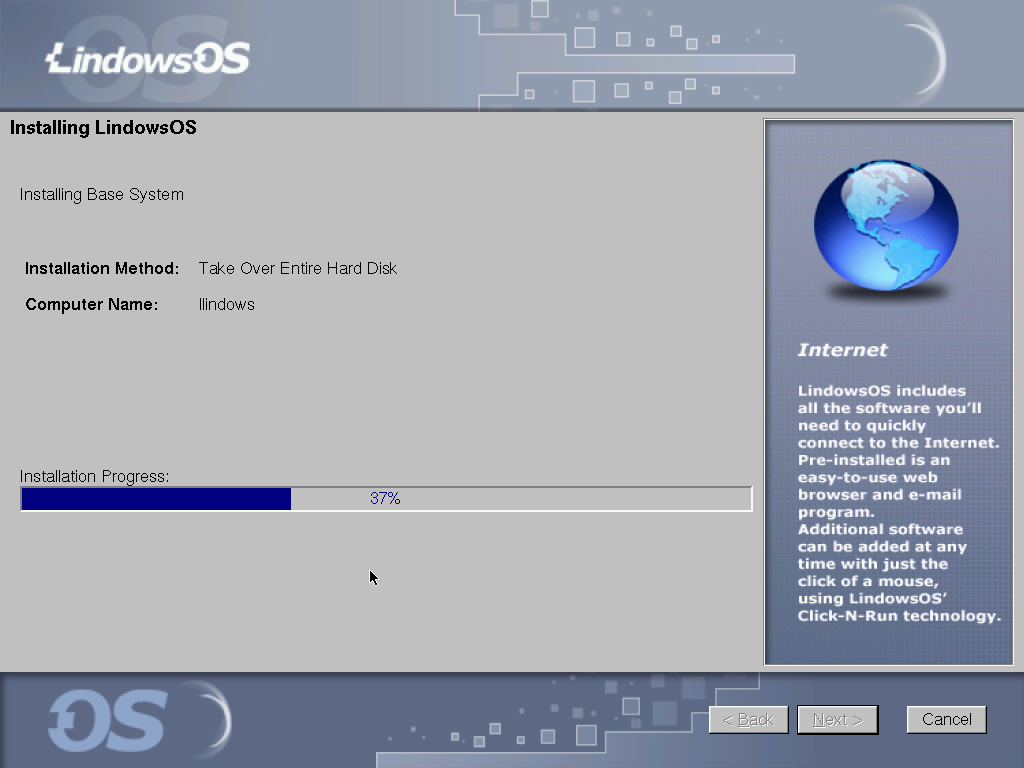 LindowsOS
Installing LindowsOS
Installing Base System
Installation Method: Take Over Entire Hard Disk
Computer Name: llindows
Installation Progress:
37%
Internet
LindowsOS includes
all the software you'll
need to quickly
connect to the Internet.
Pre-installed is an
easy-to-use web
browser and e-mail
program.
Additional software
can be added at any
time with just the
click of a mouse,
using LindowsOS'
Click-N-Run technology.
OS
< Back
Next >
Cancel